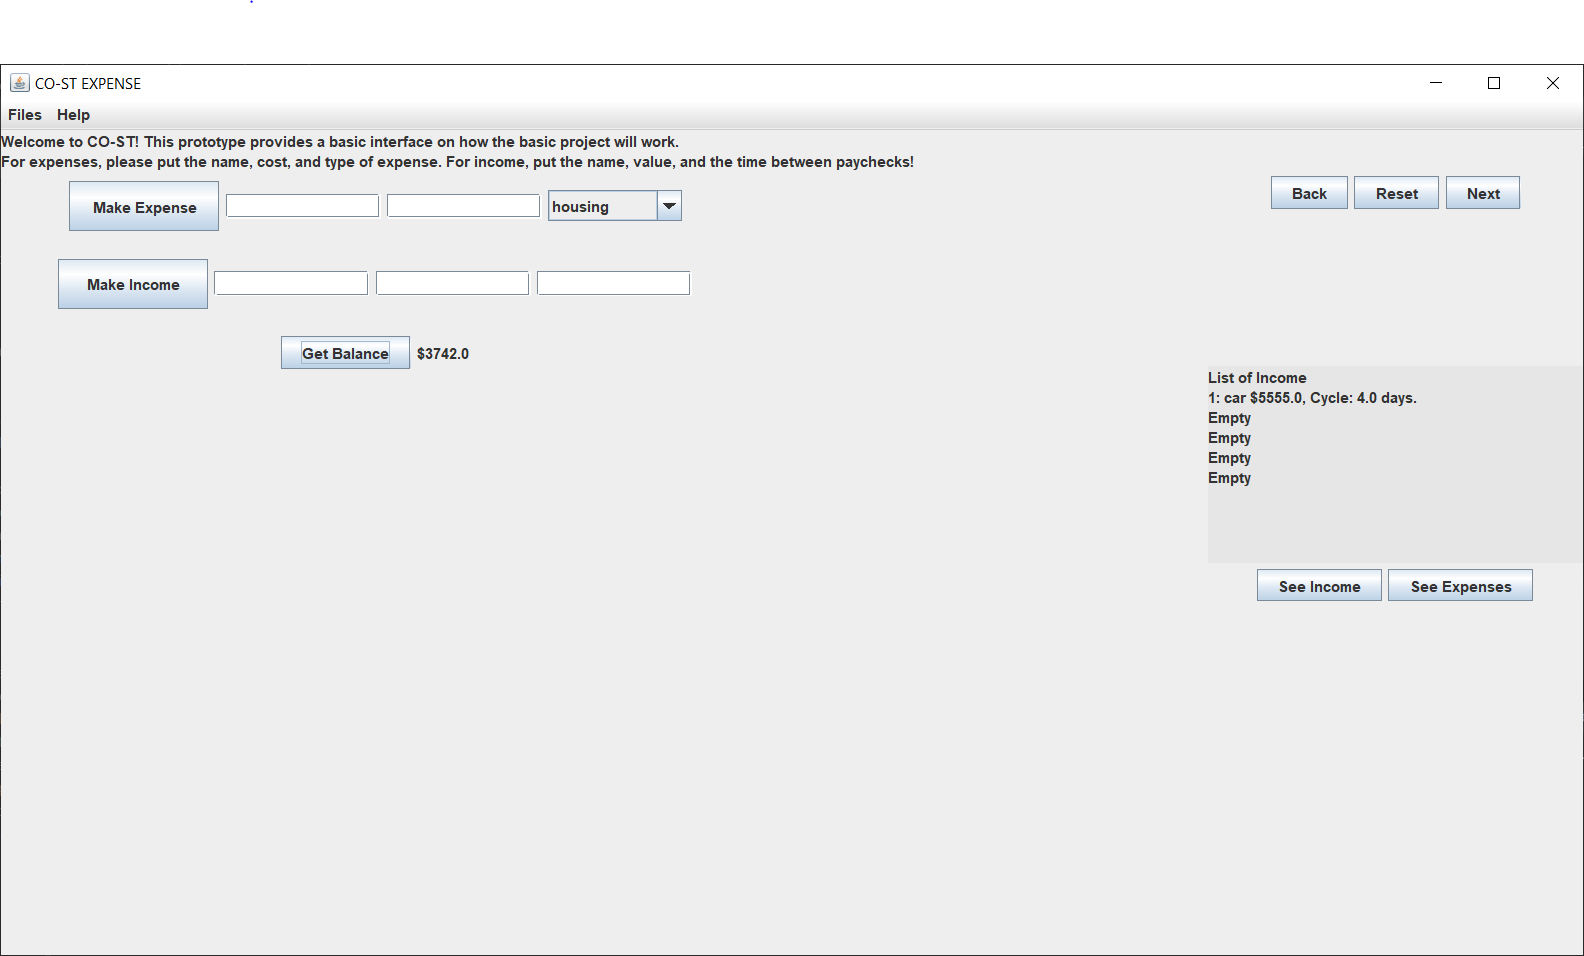 CO-ST EXPENSE
Files Help
Welcome to CO-ST! This prototype provides a basic interface on how the basic project will work.
For expenses, please put the name, cost, and type of expense. For income, put the name, value, and the time between paychecks!
Make Expense housing
Back Reset Next
Make Income
Get Balance $3742.0
List of Income
1: car $5555.0, Cycle: 4.0 days.
Empty
Empty
Empty
Empty
See Income See Expenses